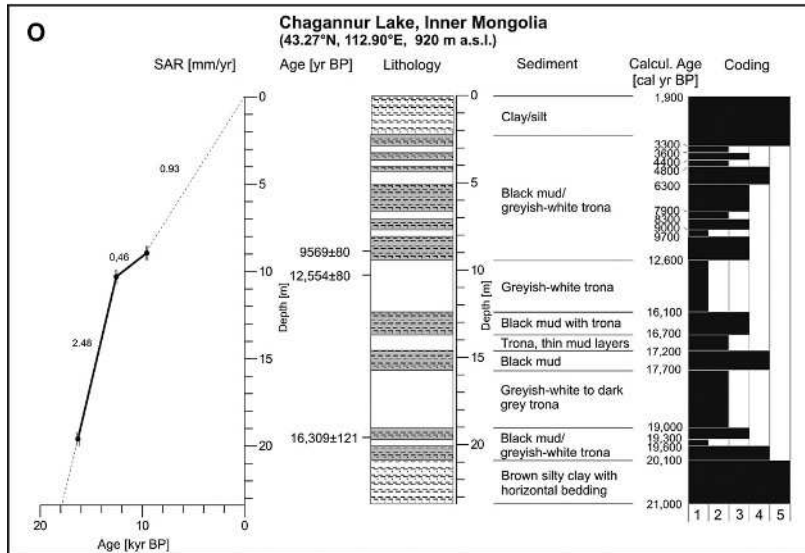 O
Chagannur Lake, Inner Mongolia
(43.27°N, 112.90°E, 920 m a.s.l.)
SAR [mm/yr]
Age [yr BP]
Lithology
Sediment
Calcul. Age
[cal yr BP]
Coding
0
5
10
15
20
Depth [m]
0.93
0,46
2.48
20
10
0
Age [kyr BP]
9569±80
12,554±80
16,309±121
0
5
10
15
20
Depth [m]
Clay/silt
Black mud/
greyish-white trona
Greyish-white trona
Black mud with trona
Trona, thin mud layers
Black mud
Greyish-white to dark
grey trona
Black mud/
greyish-white trona
Brown silty clay with
horizontal bedding
1,900
3300
3600
4400
4800
6300
7900
8300
9000
9700
12,600
16,100
16,700
17,200
17,700
19,000
19,300
19,600
20,100
21,000
1
2
3
4
5